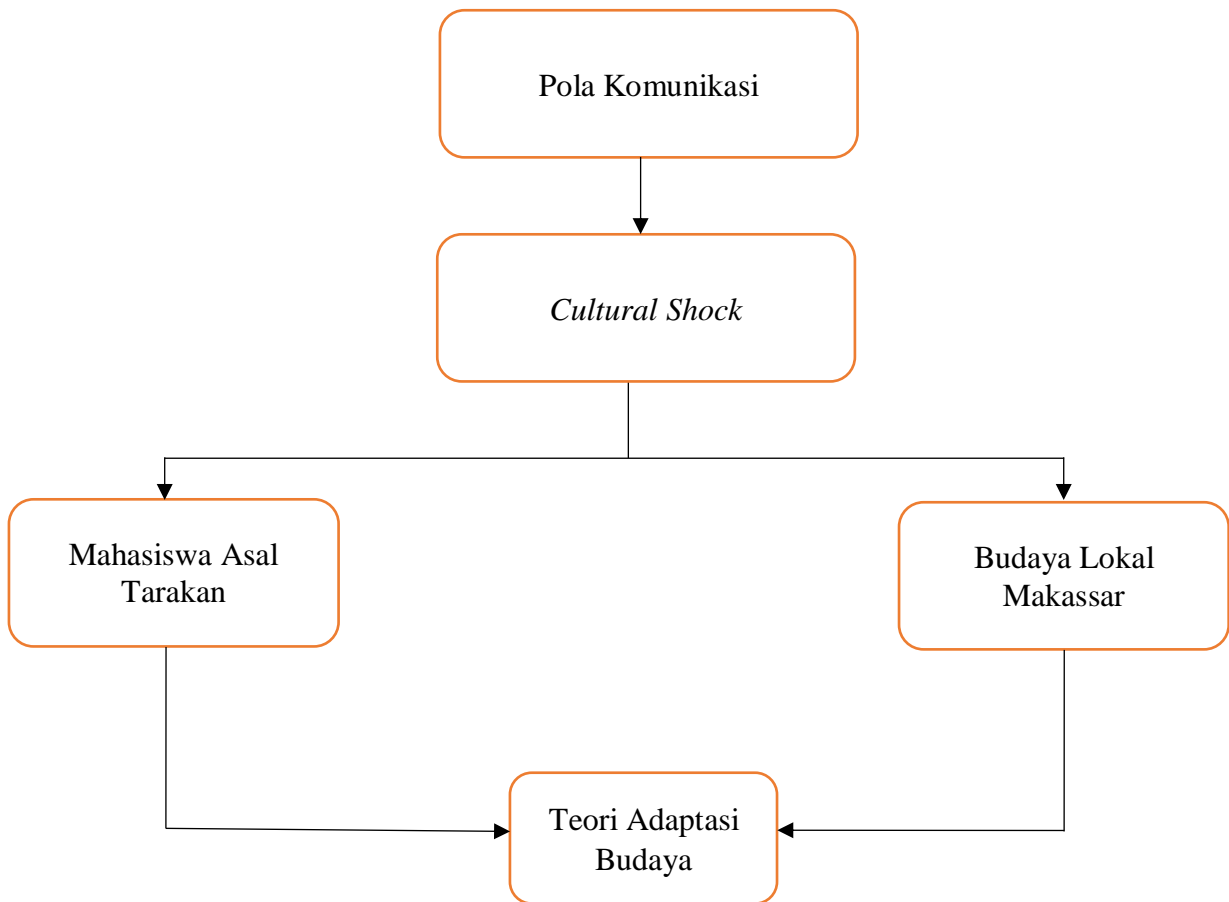 Pola Komunikasi
Cultural Shock
Mahasiswa Asal
Tarakan
Budaya Lokal
Makassar
Teori Adaptasi
Budaya